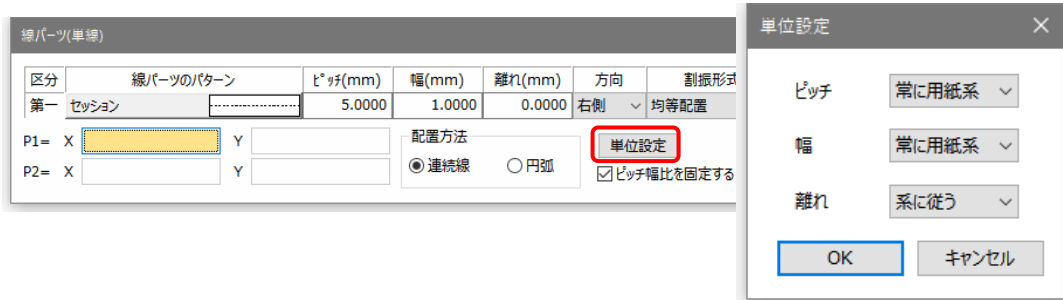 線パーツ(単線)
区分 線パーツのパターン ピッチ(mm) 幅(mm) 離れ(mm) 方向 割振形式
第一 セッション 5.0000 1.0000 0.0000 右側 均等配置
P1= X Y
P2= X Y
配置方法
連続線 円弧
単位設定
ピッチ幅比を固定する
単位設定
ピッチ 常に用紙系
幅 常に用紙系
離れ 系に従う
OK キャンセル